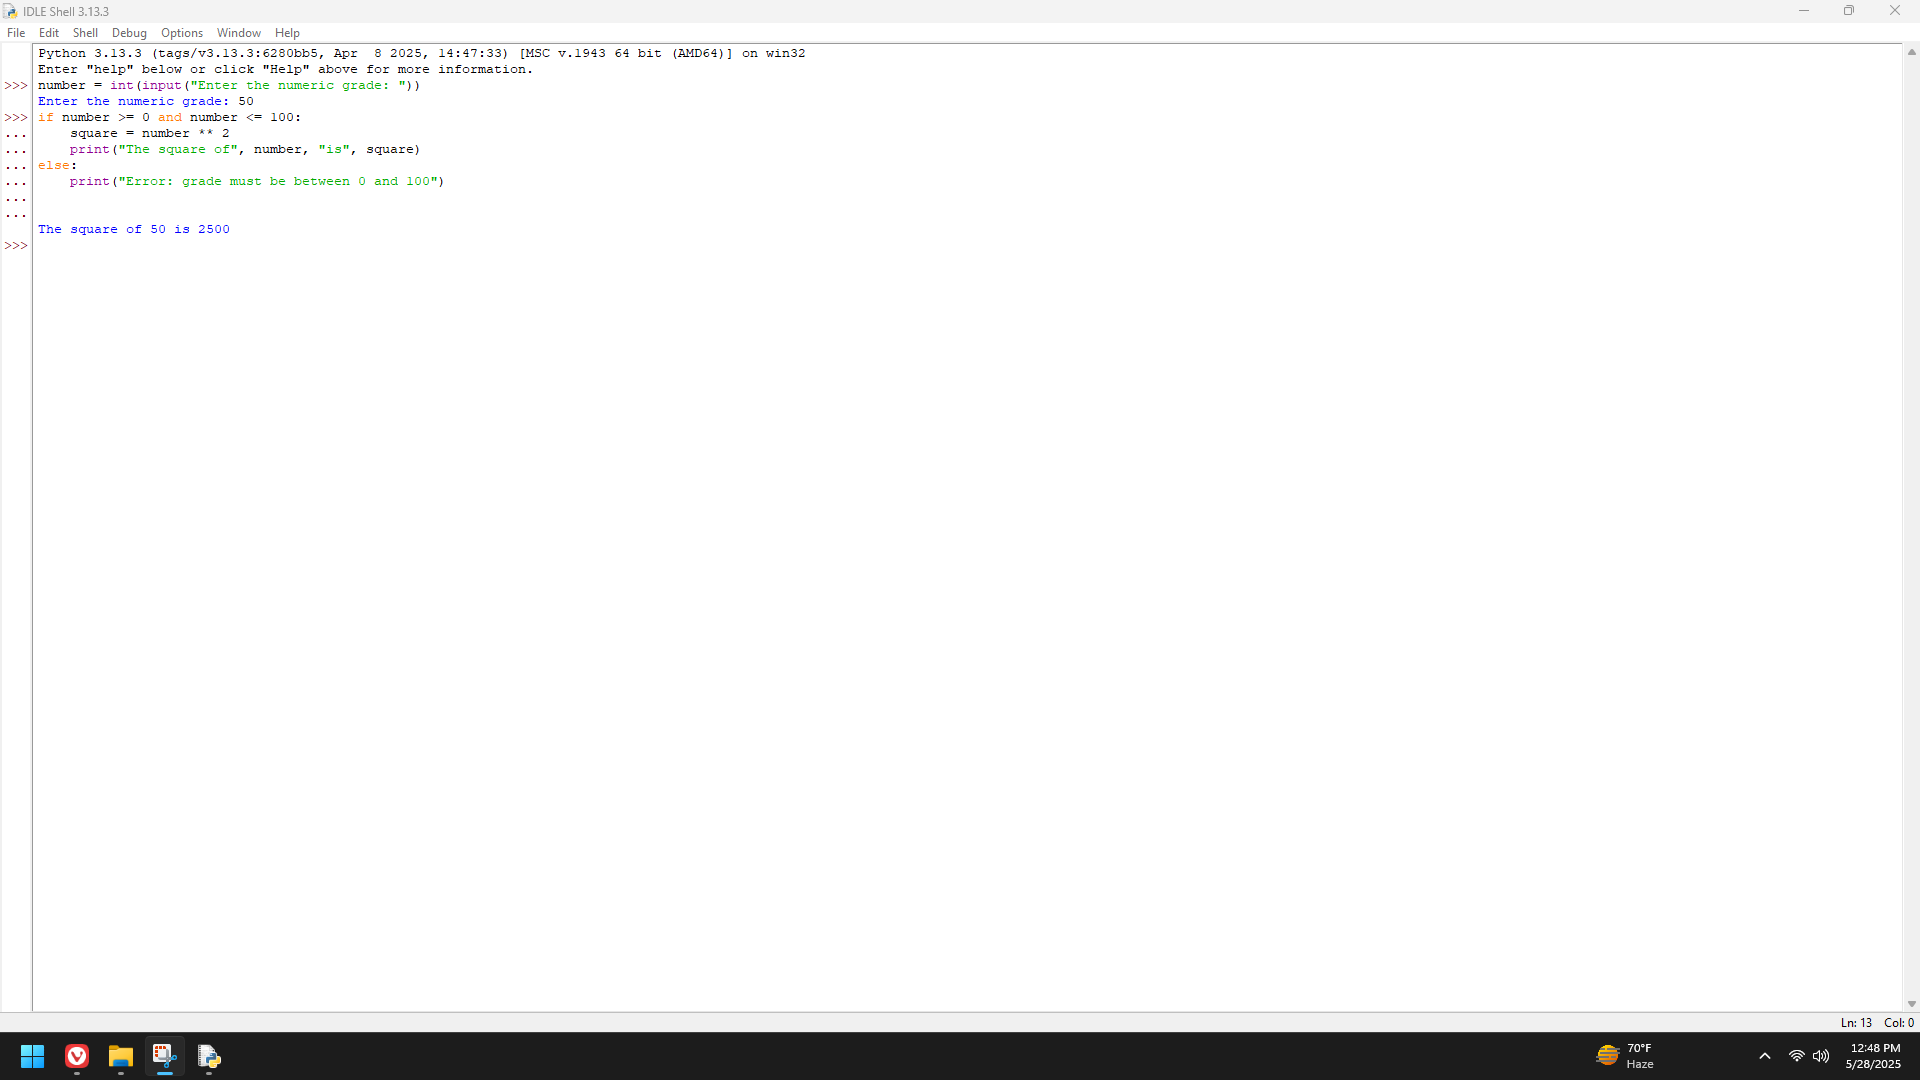 IDLE Shell 3.13.3
File Edit Shell Debug Options Window Help
Python 3.13.3 (tags/v3.13.3:6280bb5, Apr  8 2025, 14:47:33) [MSC v.1943 64 bit (AMD64)] on win32
Enter "help" below or click "Help" above for more information.
>>> number = int(input("Enter the numeric grade: "))
Enter the numeric grade: 50
>>> if number >= 0 and number <= 100:
...     square = number ** 2
...     print("The square of", number, "is", square)
... else:
...     print("Error: grade must be between 0 and 100")
...
...
The square of 50 is 2500
>>>
Ln: 13 Col: 0
70°F
Haze
12:48 PM
5/28/2025